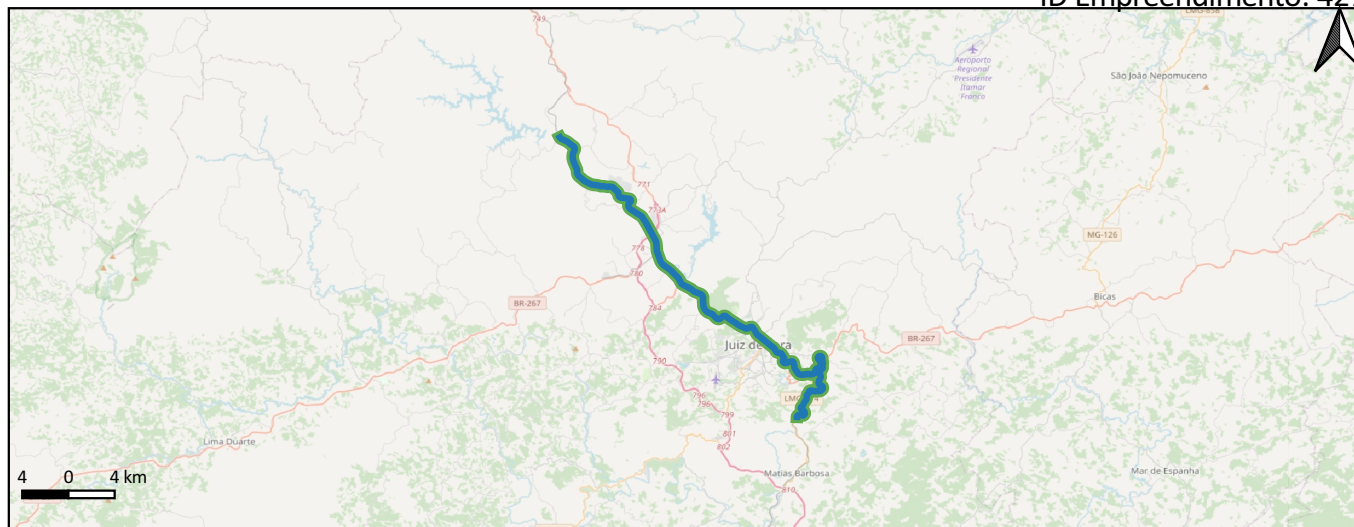 ID Empreendimento: 42
749
Aeroporto
Regional
Presidente
Itamar
Franco
São João Nepomuceno
771
MG-126
778
780
BR-267
784
Bicas
BR-267
Juiz de
790
796
796
799
801
802
Lima Duarte
Matias Barbosa
Mar de Espanha
810
4 0 4 km